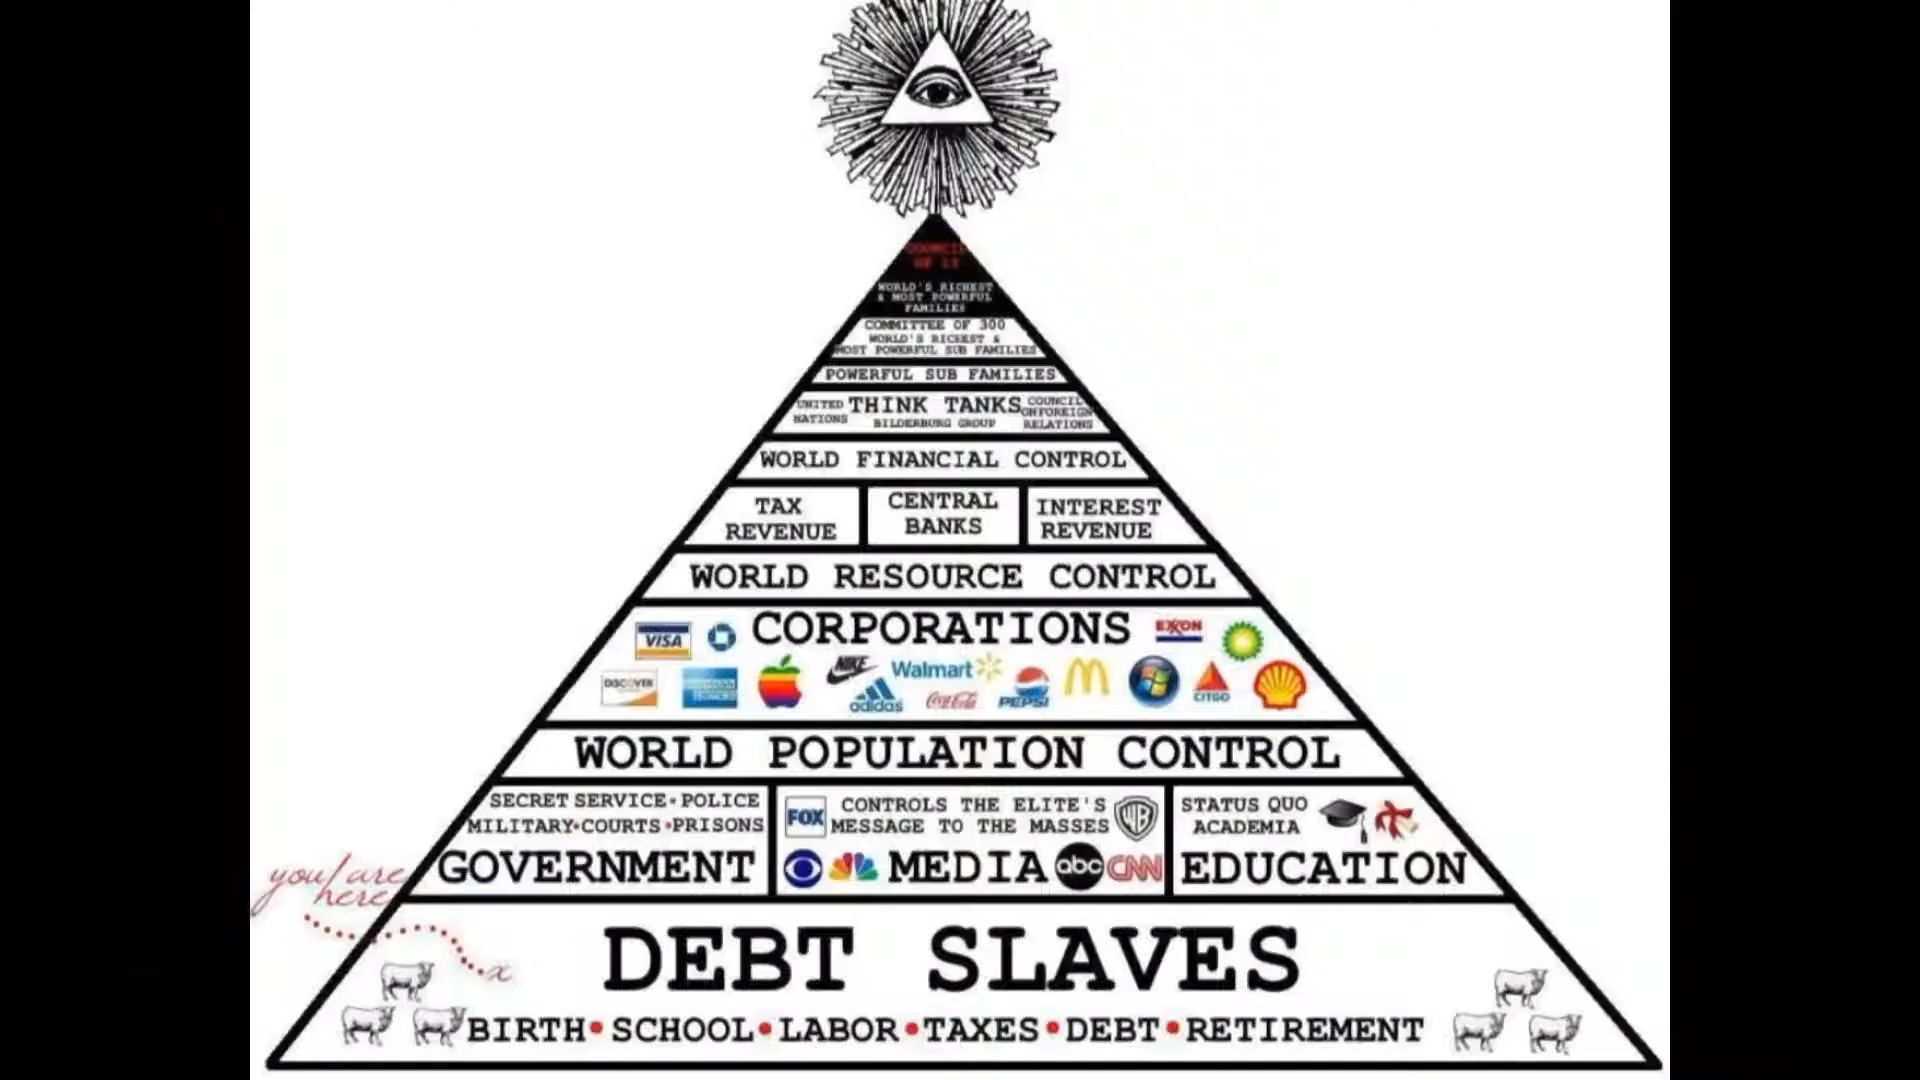 COUNCIL
OF 13
WORLD'S RICHEST
& MOST POWERFUL
FAMILIES
COMMITTEE OF 300
WORLD'S RICHEST &
MOST POWERFUL SUB FAMILIES
POWERFUL SUB FAMILIES
UNITED
NATIONS
THINK TANKS
BILDERBURG GROUP
COUNCIL
ON FOREIGN
RELATIONS
WORLD FINANCIAL CONTROL
TAX
REVENUE
CENTRAL
BANKS
INTEREST
REVENUE
WORLD RESOURCE CONTROL
CORPORATIONS
VISA
EXXON
DISCOVER
AMERICAN
EXPRESS
NIKE
adidas
Walmart
Coca-Cola
PEPSI
CITGO
WORLD POPULATION CONTROL
SECRET SERVICE•POLICE
MILITARY•COURTS•PRISONS
GOVERNMENT
FOX
CONTROLS THE ELITE'S
MESSAGE TO THE MASSES
WB
MEDIA
abc
CNN
STATUS QUO
ACADEMIA
EDUCATION
you are
here
x
DEBT SLAVES
BIRTH•SCHOOL•LABOR•TAXES•DEBT•RETIREMENT